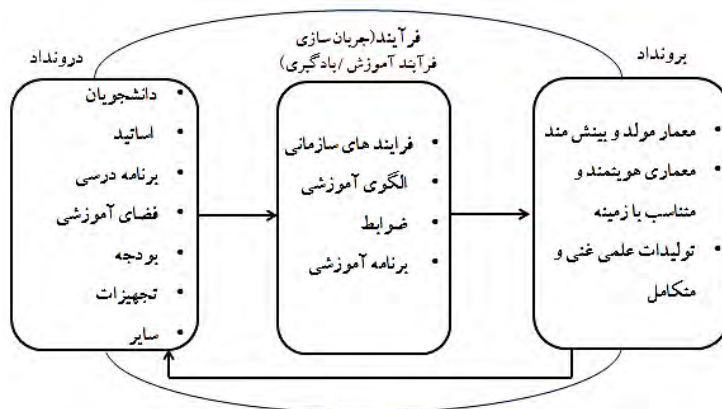 درونداد
دانشجویان
اساتید
برنامه درسی
فضای آموزشی
بودجه
تجهیزات
سایر
فرآیند(جریان سازی
فرآیند آموزش /یادگیری)
فرایند های سازمانی
الگوی آموزشی
ضوابط
برنامه آموزشی
برونداد
معمار مولد و بینش مند
معماری هویتمند و
متناسب با زمینه
تولیدات علمی غنی و
متکامل